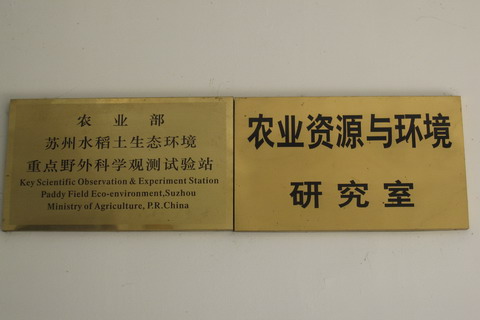 农业部
苏州水稻土生态环境
重点野外科学观测试验站
Key Scientific Observation & Experiment Station
Paddy Field Eco-environment,Suzhou
Ministry of Agriculture, P.R.China
农业资源与环境
研究室